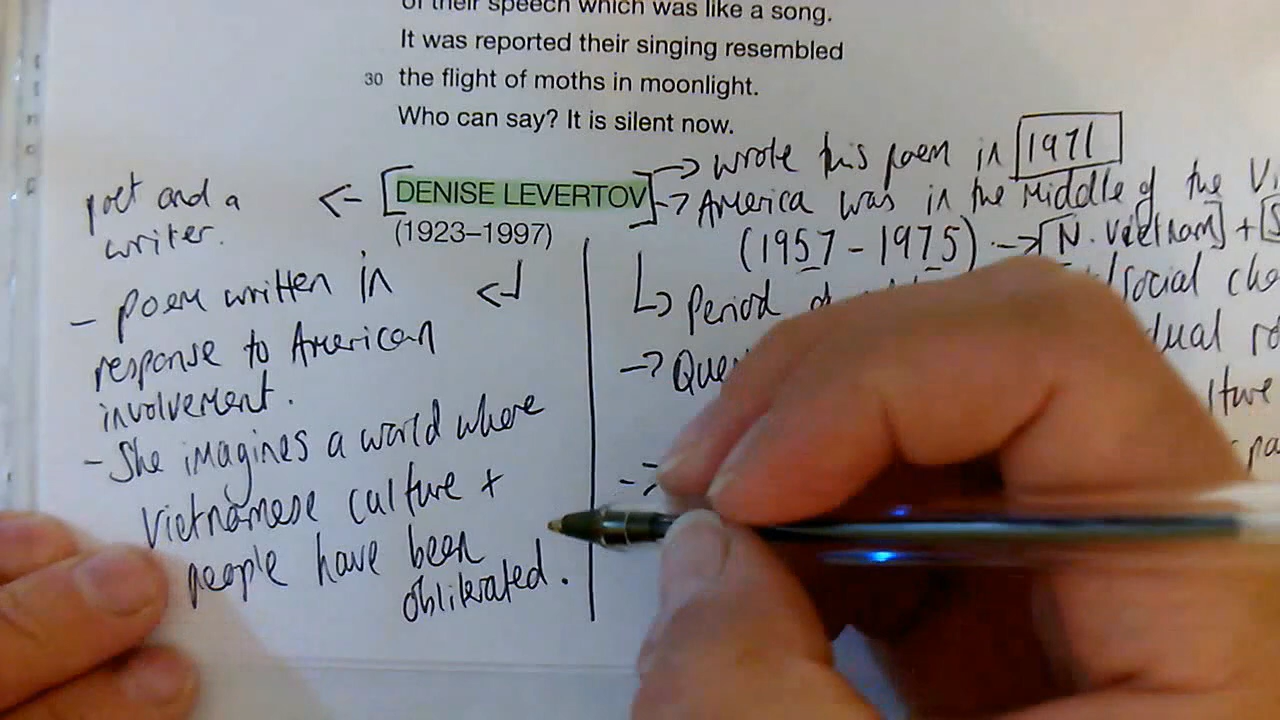 of their speech which was like a song.
It was reported their singing resembled
30 the flight of moths in moonlight.
Who can say? It is silent now.
DENISE LEVERTOV
(1923–1997)
<- poet and a
writer.
- poem written in
response to American
involvement.
- She imagines a world where
Vietnamese culture +
people have been
obliterated.
-> wrote this poem in 1971
-> America was in the middle of the
(1957 - 1975) -> N. Vietnam +
Period
social
-> 
->